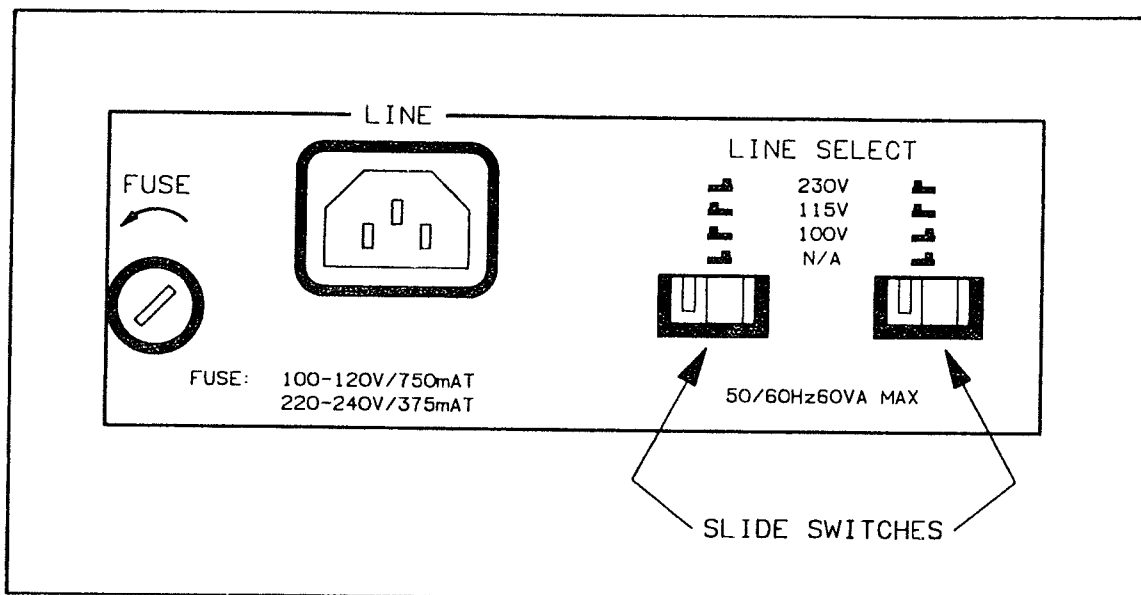 LINE
LINE SELECT
FUSE
230V
115V
100V
N/A
FUSE: 100-120V/750mAT
220-240V/375mAT
50/60Hz60VA MAX
SLIDE SWITCHES